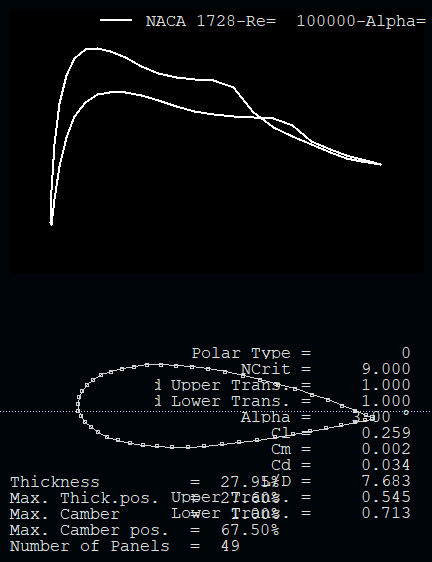 NACA 1728-Re=  100000-Alpha=
Polar Type =           0
NCrit =       9.000
d Upper Trans. =       1.000
d Lower Trans. =       1.000
Alpha =
Cl =       0.259
Cm =       0.002
Cd =       0.034
Thickness        =  27.95% L/D =       7.683
Max. Thick.pos.  =  27.60% Upper Trans. =       0.545
Max. Camber      =  1.00% Lower Trans. =       0.713
Max. Camber pos.  =  67.50%
Number of Panels  =  49